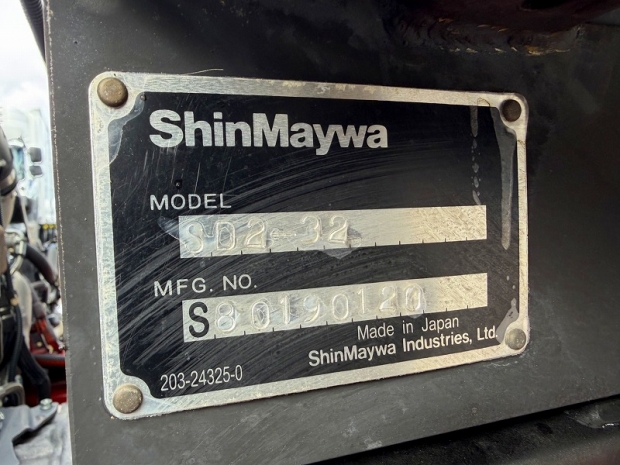 ShinMaywa
MODEL
SD2-32
MFG. NO.
S80190120
Made in Japan
ShinMaywa Industries, Ltd.
203-24325-0